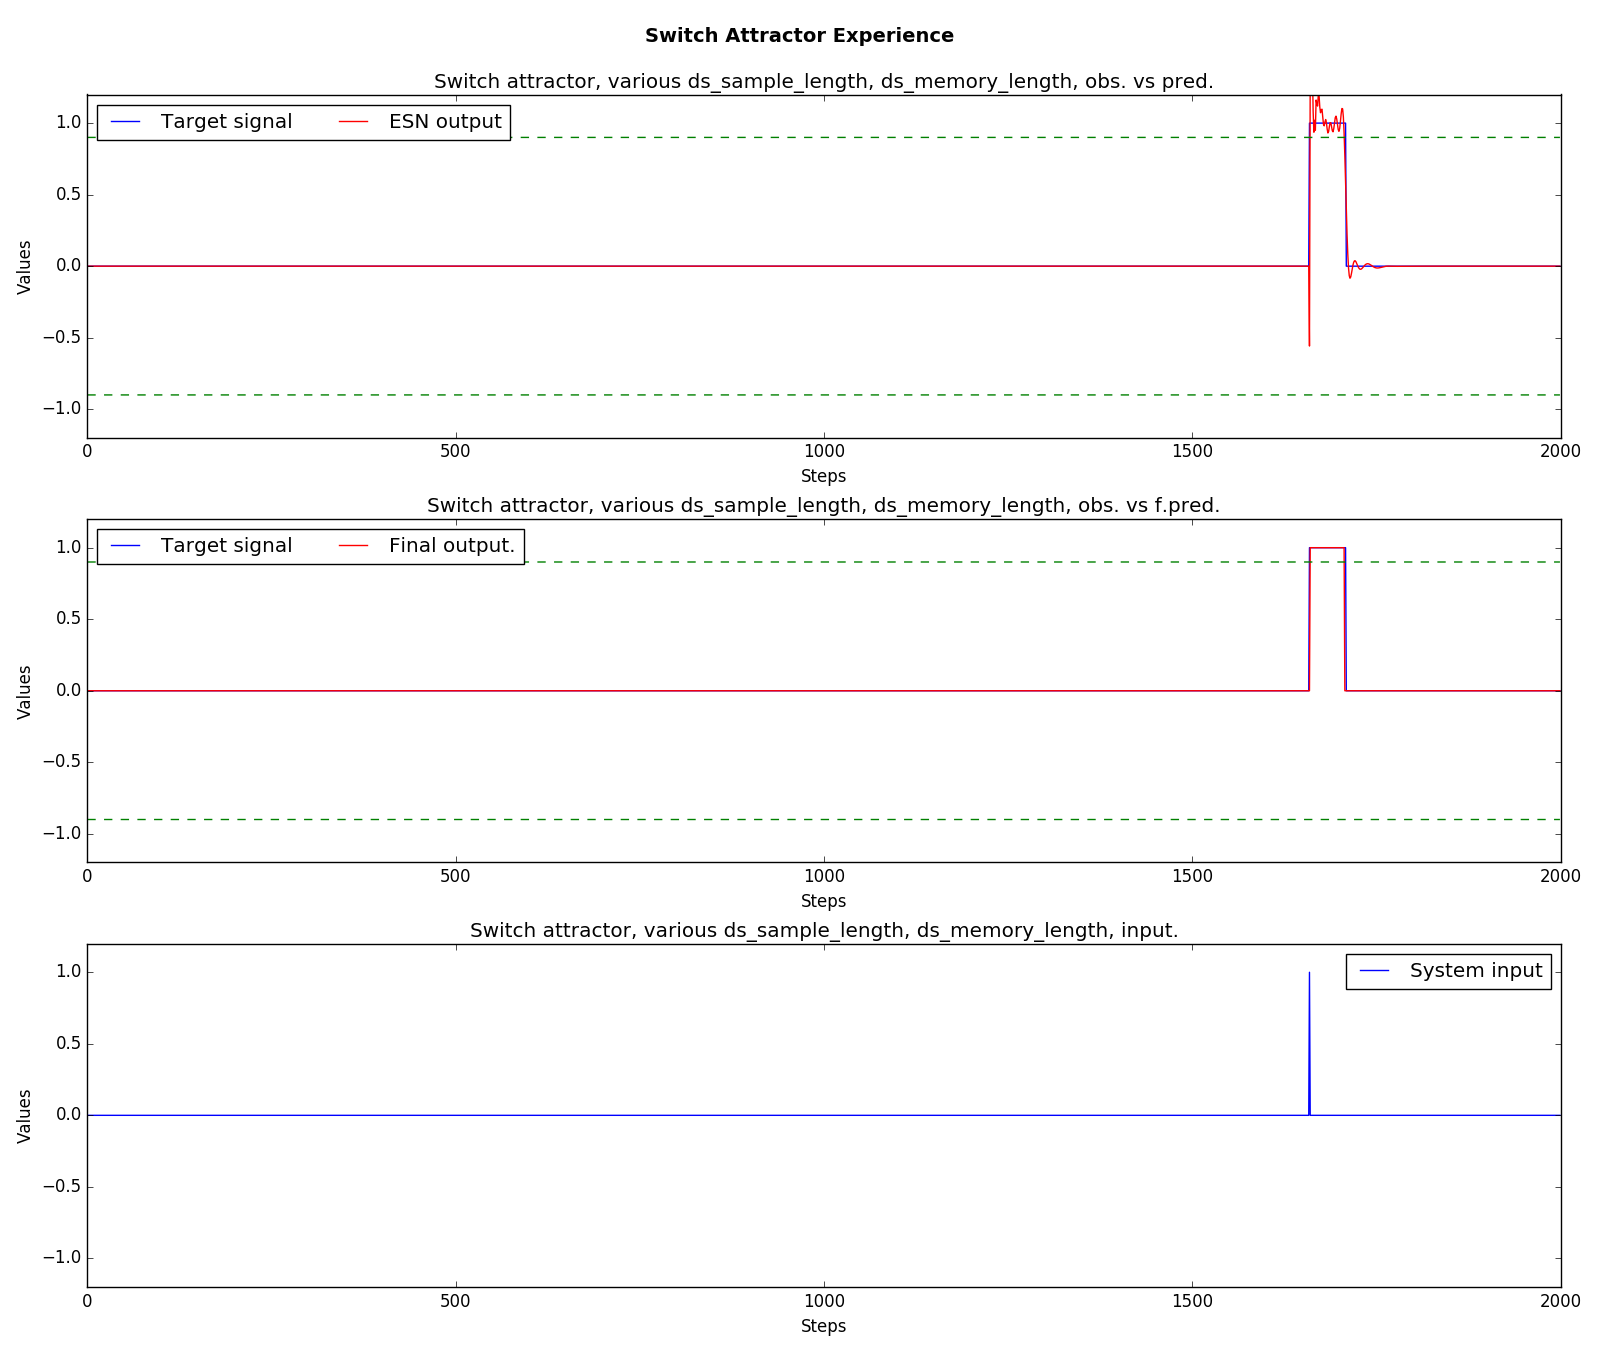 Switch Attractor Experience
Switch attractor, various ds_sample_length, ds_memory_length, obs. vs pred.
Target signal ESN output
1.0
0.5
0.0
−0.5
−1.0
Values
0 500 1000 1500 2000
Steps
Switch attractor, various ds_sample_length, ds_memory_length, obs. vs f.pred.
Target signal Final output.
1.0
0.5
0.0
−0.5
−1.0
Values
0 500 1000 1500 2000
Steps
Switch attractor, various ds_sample_length, ds_memory_length, input.
System input
1.0
0.5
0.0
−0.5
−1.0
Values
0 500 1000 1500 2000
Steps